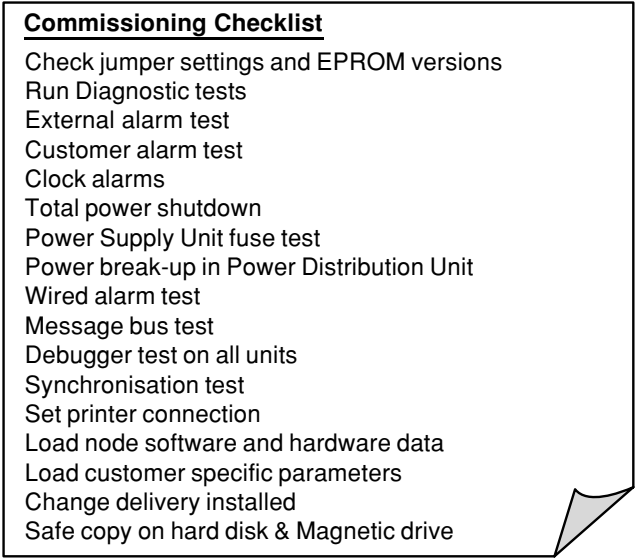 Commissioning Checklist
Check jumper settings and EPROM versions
Run Diagnostic tests
External alarm test
Customer alarm test
Clock alarms
Total power shutdown
Power Supply Unit fuse test
Power break-up in Power Distribution Unit
Wired alarm test
Message bus test
Debugger test on all units
Synchronisation test
Set printer connection
Load node software and hardware data
Load customer specific parameters
Change delivery installed
Safe copy on hard disk & Magnetic drive